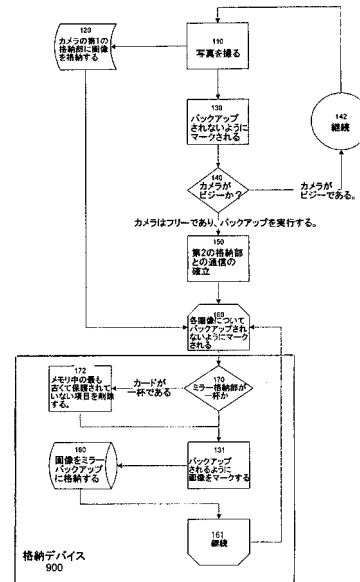 120
カメラの第1の
格納部に画像
を格納する
110
写真を撮る
130
バックアップ
されないように
マークされる
142
継続
140
カメラが
ビジーか?
カメラが
ビジーである。
カメラはフリーであり、バックアップを実行する。
150
第2の格納部
との通信の
確立
160
各画像について
バックアップされ
ないようにマーク
される
172
メモリ中の最も
古くて保護されて
いない項目を削除
する。
カードが
一杯である
170
ミラー格納部が
一杯か
180
画像をミラー
バックアップ
に格納する
131
バックアップ
されるように
画像をマークする
161
継続
格納デバイス
900